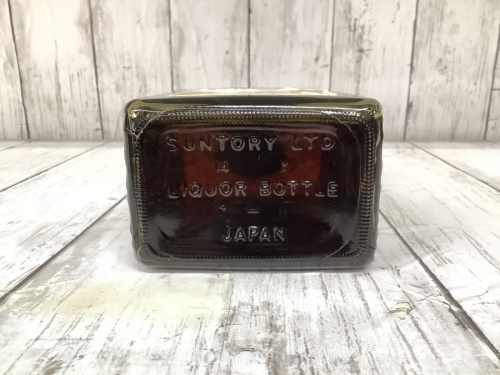 SUNTORY LTD
M Y
LIQUOR BOTTLE
JAPAN